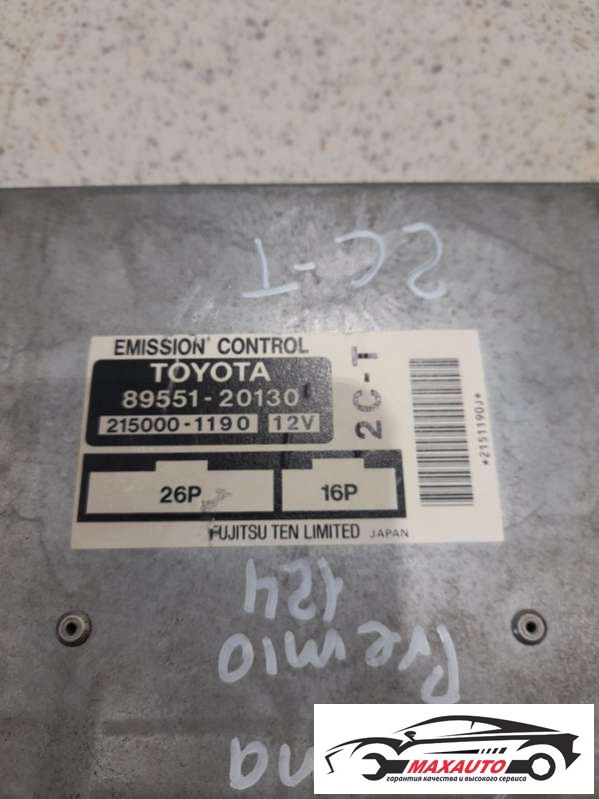 2C-T
EMISSION CONTROL
TOYOTA
89551-20130
215000-1190 12V
2C-T
*2151190J*
26P 16P
FUJITSU TEN LIMITED JAPAN
124
Premio
na
MAXAUTO
гарантия качества и высокого сервиса